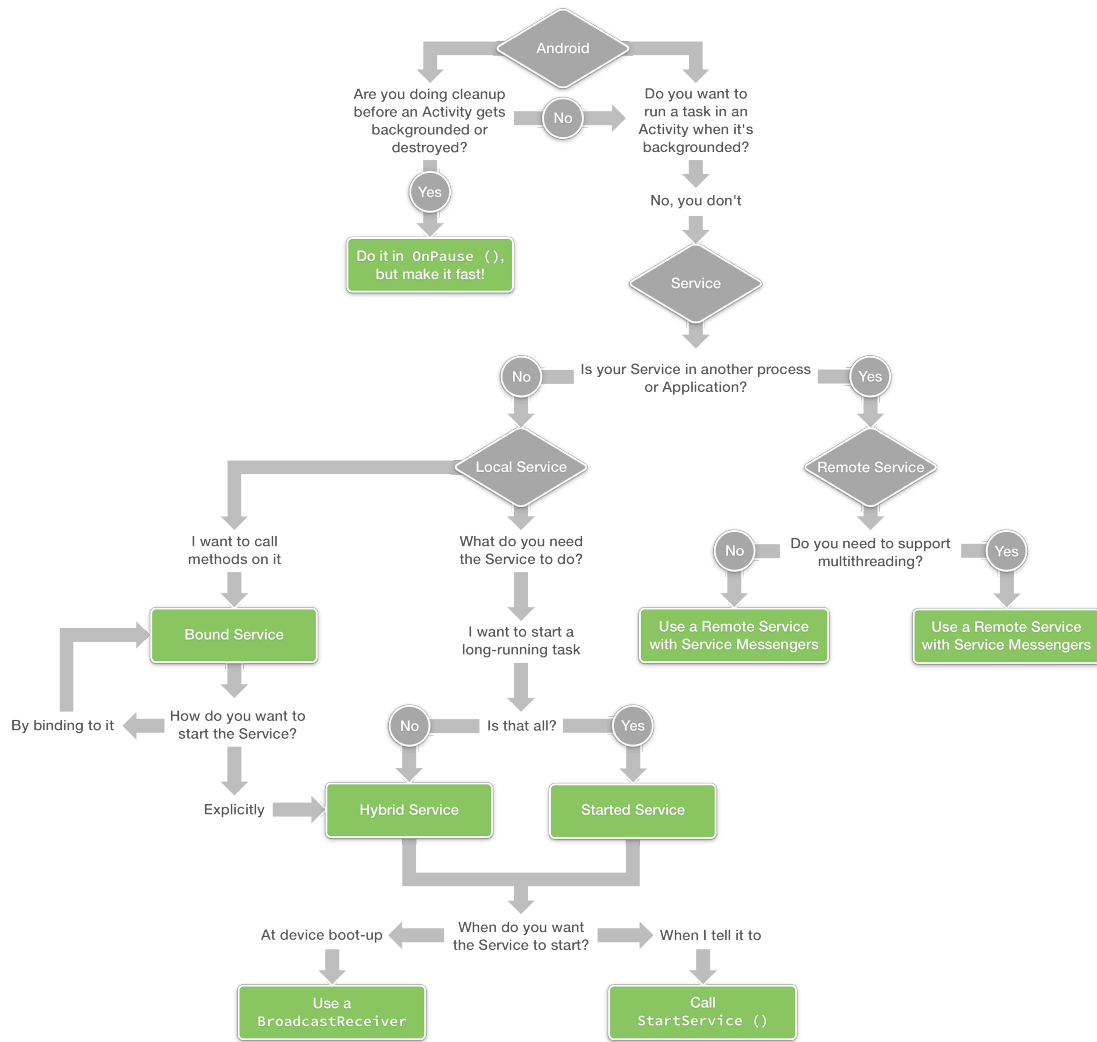 Android
Are you doing cleanup
before an Activity gets
backgrounded or
destroyed?
No
Do you want to
run a task in an
Activity when it's
backgrounded?
Yes
No, you don't
Do it in OnPause (),
but make it fast!
Service
No
Is your Service in another process
or Application?
Yes
Local Service
Remote Service
I want to call
methods on it
What do you need
the Service to do?
No
Do you need to support
multithreading?
Yes
Bound Service
I want to start a
long-running task
Use a Remote Service
with Service Messengers
Use a Remote Service
with Service Messengers
By binding to it
How do you want to
start the Service?
No
Is that all?
Yes
Explicitly
Hybrid Service
Started Service
At device boot-up
When do you want
the Service to start?
When I tell it to
Use a
BroadcastReceiver
Call
StartService ()